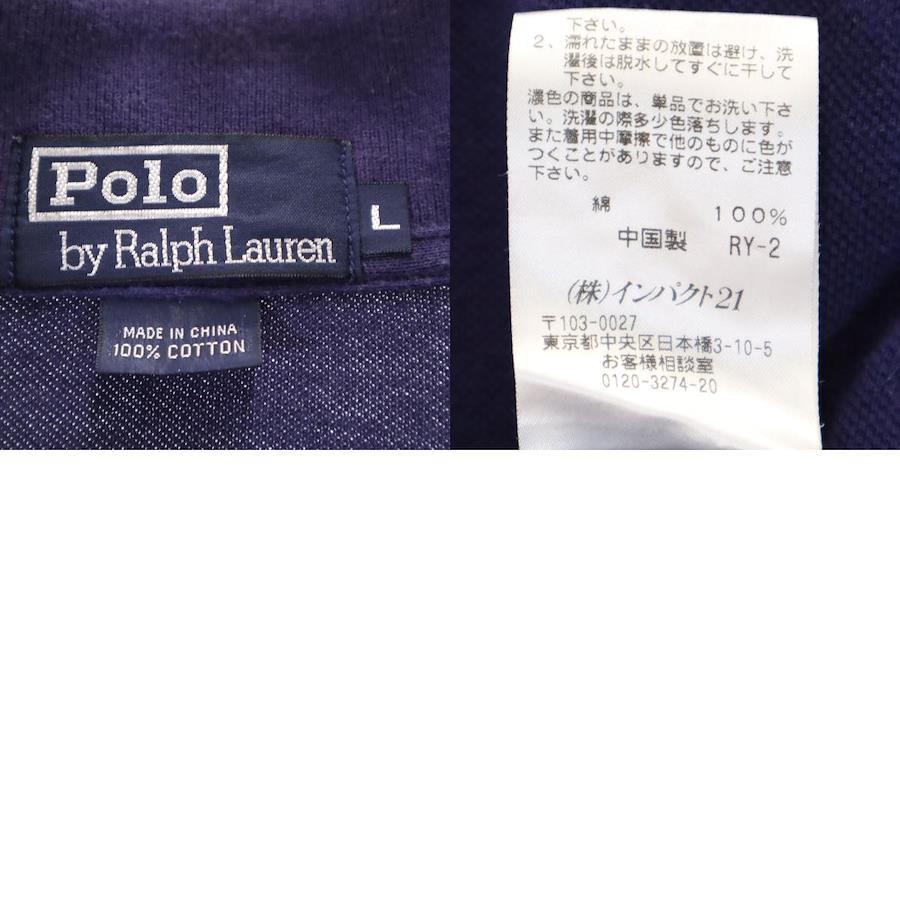 Polo
by Ralph Lauren
L
MADE IN CHINA
100% COTTON
下さい。
2、濡れたままの放置は避け、洗
濯後は脱水してすぐに干して
下さい。
濃色の商品は、単品でお洗い下さ
い。洗濯の際多少色落ちします。
また着用中摩擦で他のものに色が
つくことがありますので、ご注意
下さい。
綿 100%
中国製 RY-2
(株)インパクト21
〒103-0027
東京都中央区日本橋3-10-5
お客様相談室
0120-3274-20